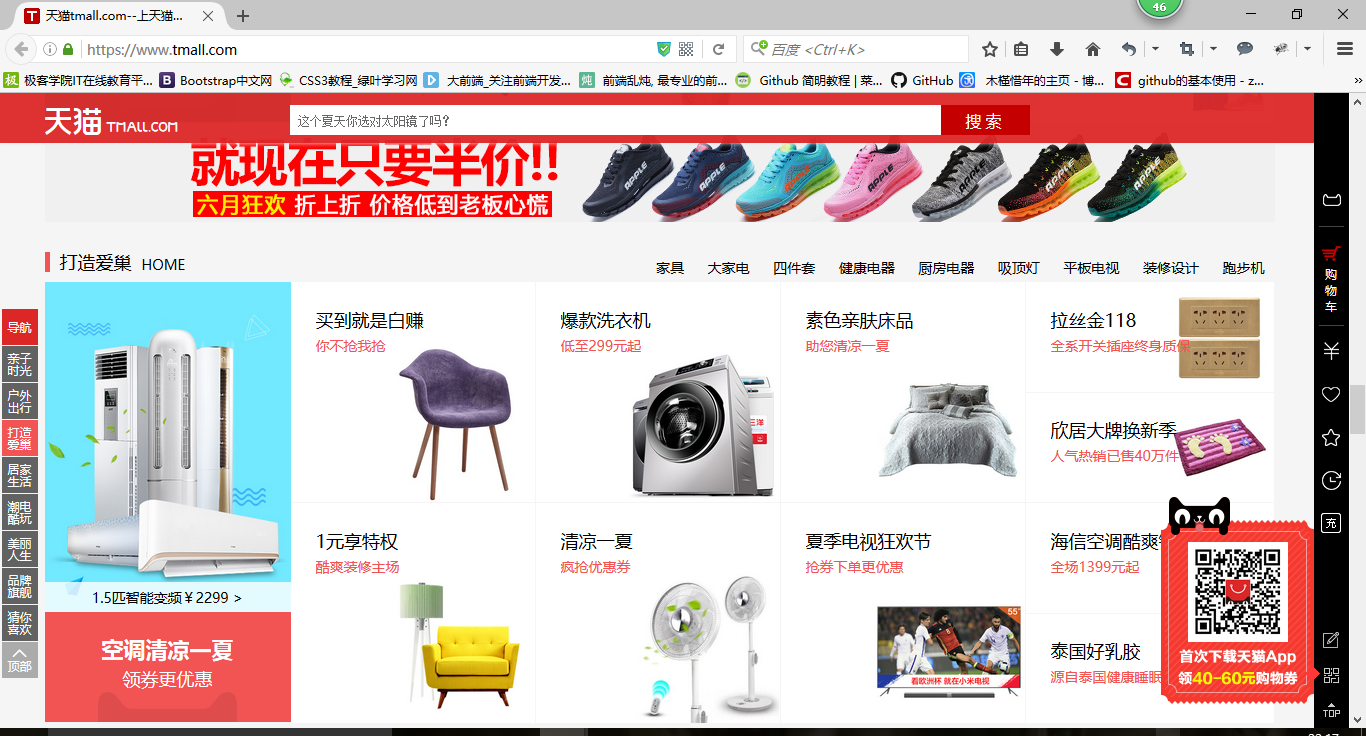 天猫tmall.com--上天猫...
46
https://www.tmall.com
百度 <Ctrl+K>
极客学院IT在线教育平...
Bootstrap中文网
CSS3教程_绿叶学习网
大前端_关注前端开发...
前端乱炖, 最专业的前...
Github 简明教程 | 菜...
GitHub
木槿惜年的主页 - 博...
github的基本使用 - z...
天猫 TMALL.COM
这个夏天你选对太阳镜了吗?
搜索
就现在只要半价!!
六月狂欢 折上折 价格低到老板心慌
APPLE
APPLE
APPLE
APPLE
APPLE
APPLE
APPLE
打造爱巢 HOME
家具 大家电 四件套 健康电器 厨房电器 吸顶灯 平板电视 装修设计 跑步机
导航
亲子
时光
户外
出行
打造
爱巢
居家
生活
潮电
酷玩
美丽
人生
品牌
旗舰
猜你
喜欢
顶部
1.5匹智能变频￥2299 >
空调清凉一夏
领券更优惠
买到就是白赚
你不抢我抢
爆款洗衣机
低至299元起
三洋
素色亲肤床品
助您清凉一夏
拉丝金118
全系开关插座终身质保
欣居大牌换新季
人气热销已售40万件
1元享特权
酷爽装修主场
清凉一夏
疯抢优惠券
夏季电视狂欢节
抢券下单更优惠
55"
看欧洲杯 就在小米电视
海信空调酷爽
全场1399元起
泰国好乳胶
源自泰国健康睡眠
首次下载天猫App
领40-60元购物券
购
物
车
充
TOP